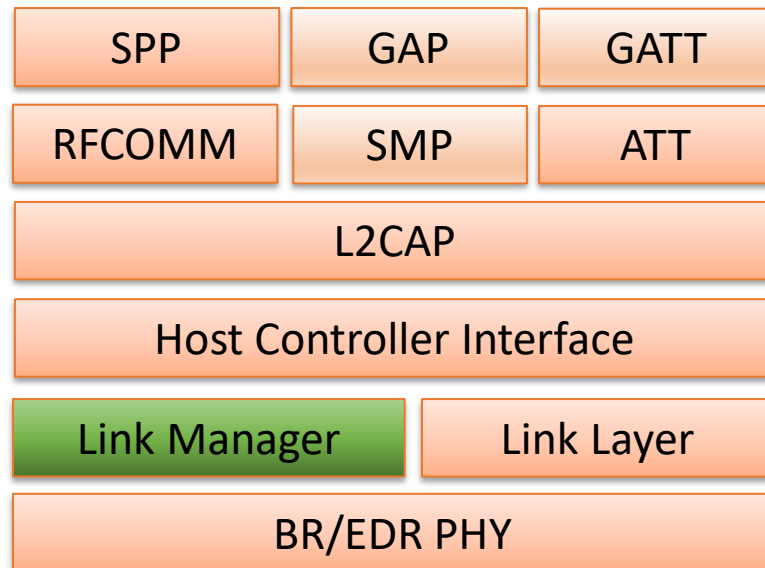 SPP GAP GATT
RFCOMM SMP ATT
L2CAP
Host Controller Interface
Link Manager Link Layer
BR/EDR PHY